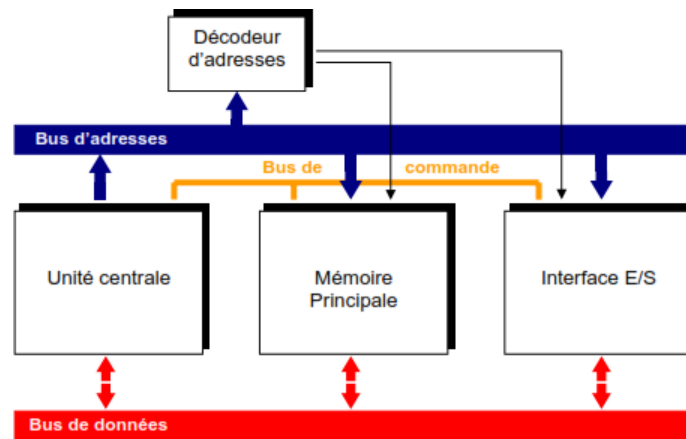 Décodeur
d'adresses
Bus d'adresses
Bus de commande
Unité centrale
Mémoire
Principale
Interface E/S
Bus de données